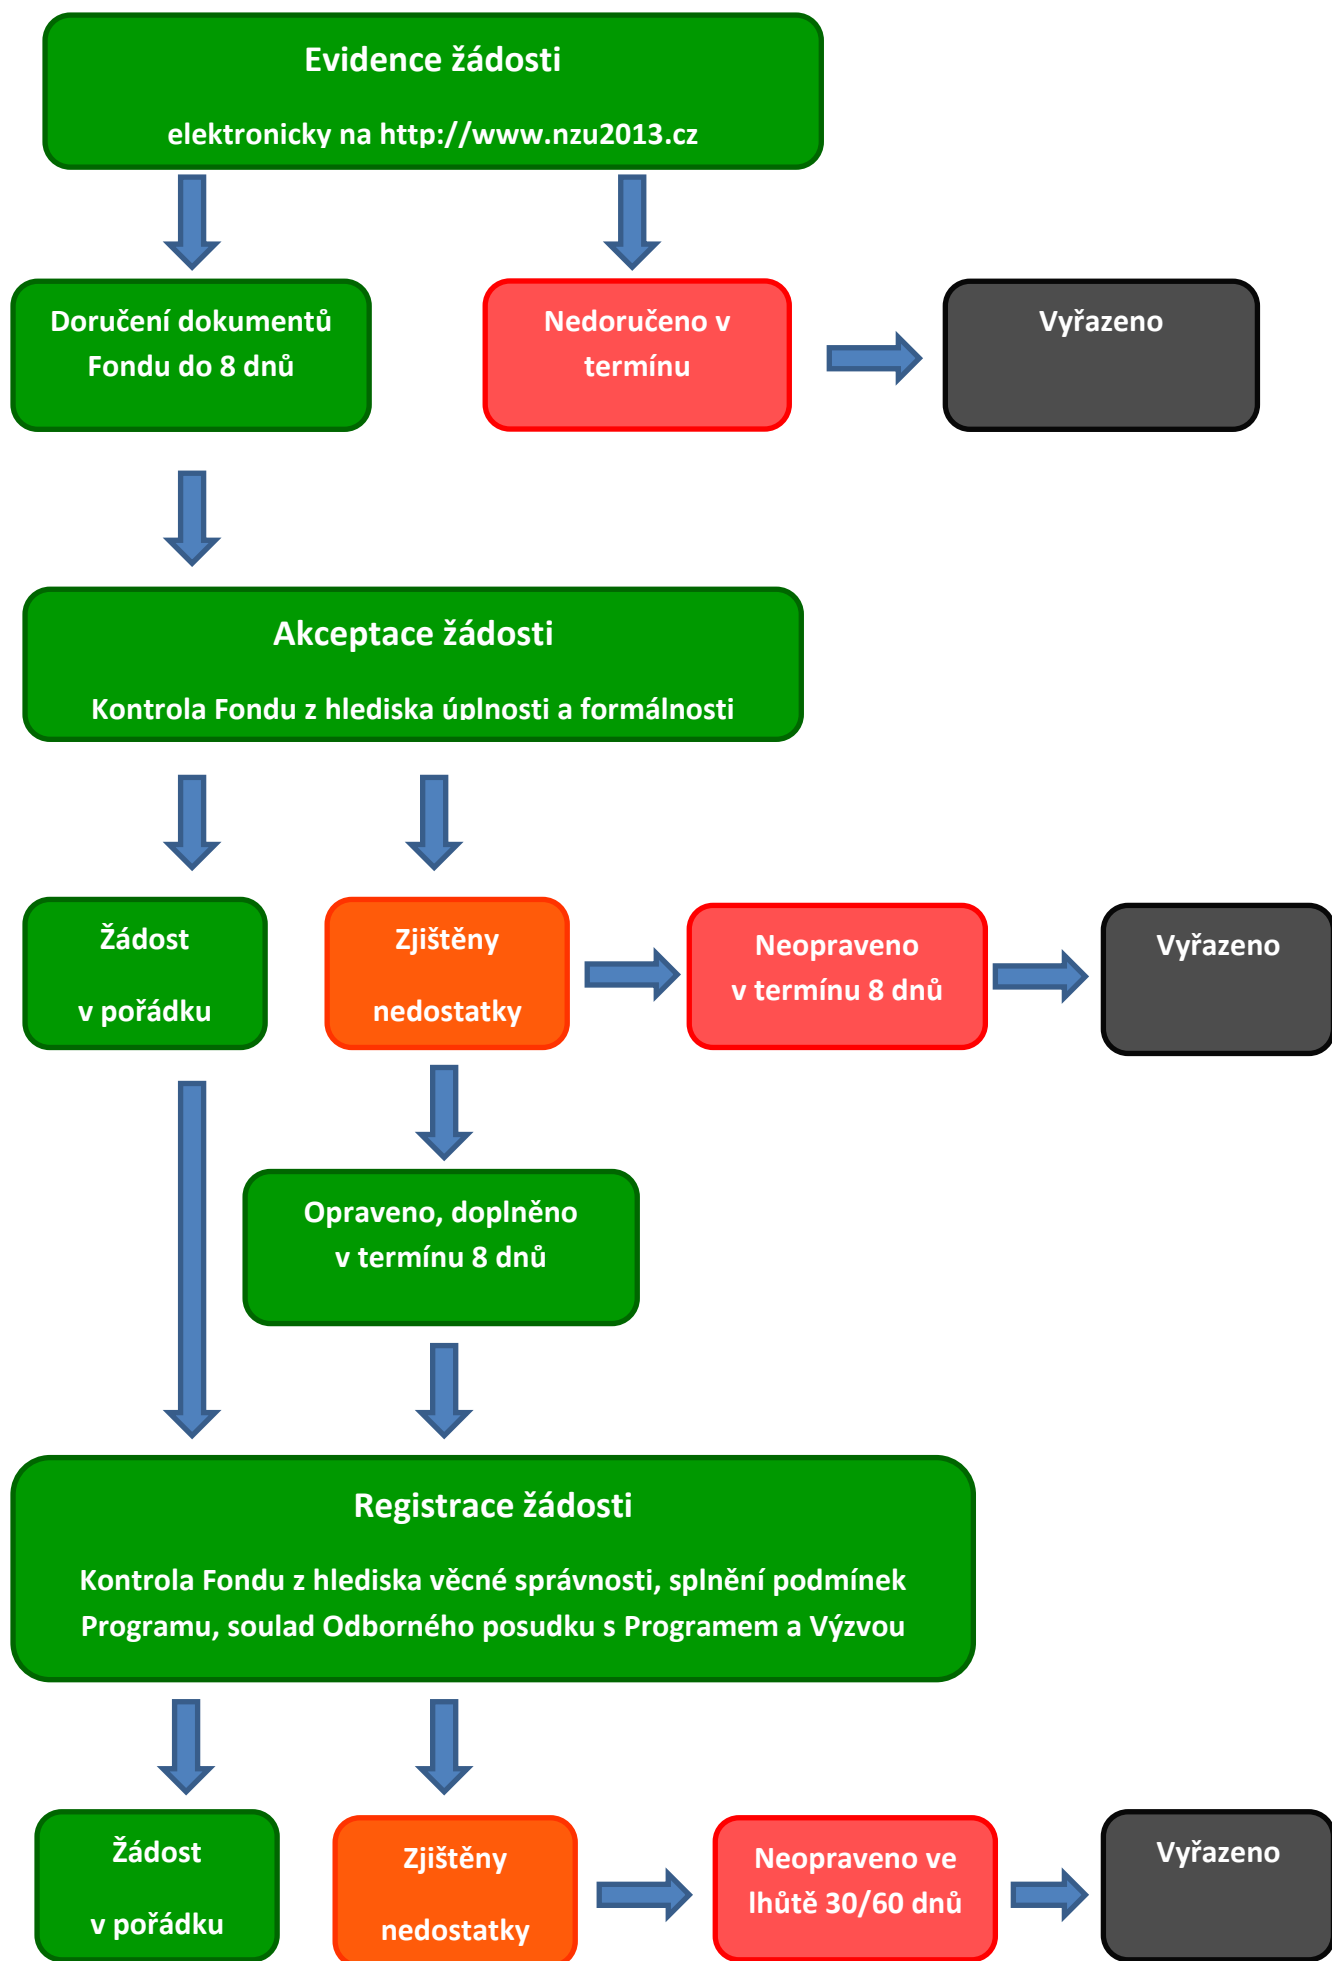 Evidence žádosti
elektronicky na http://www.nzu2013.cz
Doručení dokumentů
Fondu do 8 dnů
Nedoručeno v
termínu
Vyřazeno
Akceptace žádosti
Kontrola Fondu z hlediska úplnosti a formálnosti
Žádost
v pořádku
Zjištěny
nedostatky
Neopraveno
v termínu 8 dnů
Vyřazeno
Opraveno, doplněno
v termínu 8 dnů
Registrace žádosti
Kontrola Fondu z hlediska věcné správnosti, splnění podmínek
Programu, soulad Odborného posudku s Programem a Výzvou
Žádost
v pořádku
Zjištěny
nedostatky
Neopraveno ve
lhůtě 30/60 dnů
Vyřazeno